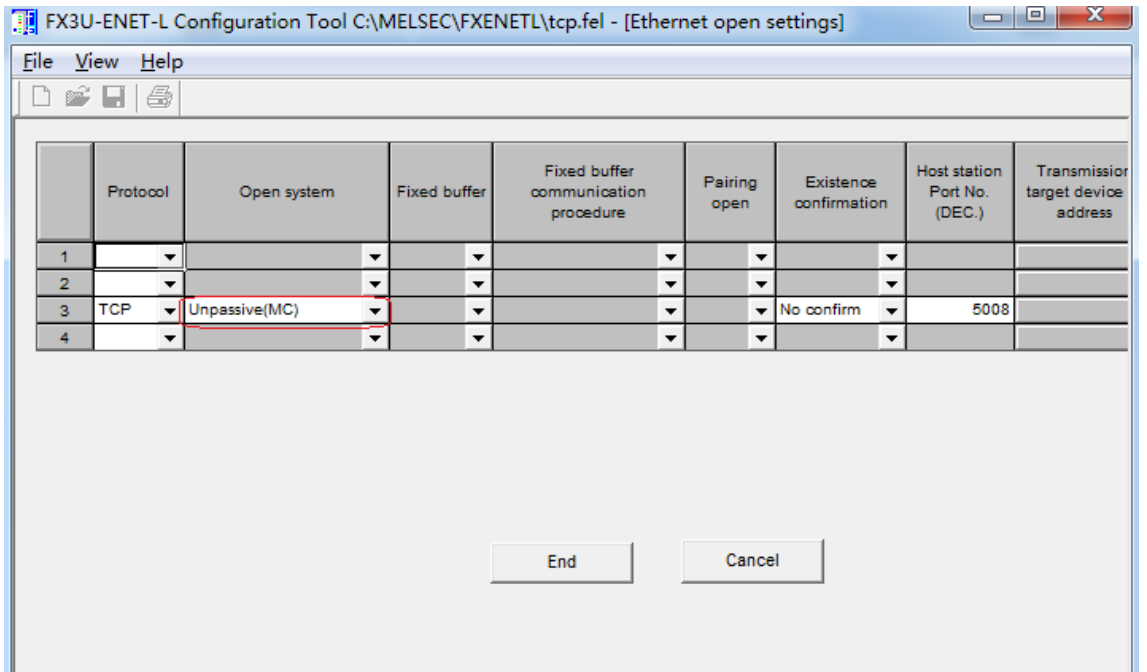 FX3U-ENET-L Configuration Tool C:\MELSEC\FXENETL\tcp.fel - [Ethernet open settings]
File View Help
Protocol Open system Fixed buffer Fixed buffer communication procedure Pairing open Existence confirmation Host station Port No. (DEC.) Transmission target device address
1
2
3 TCP Unpassive(MC) No confirm 5008
4
End Cancel